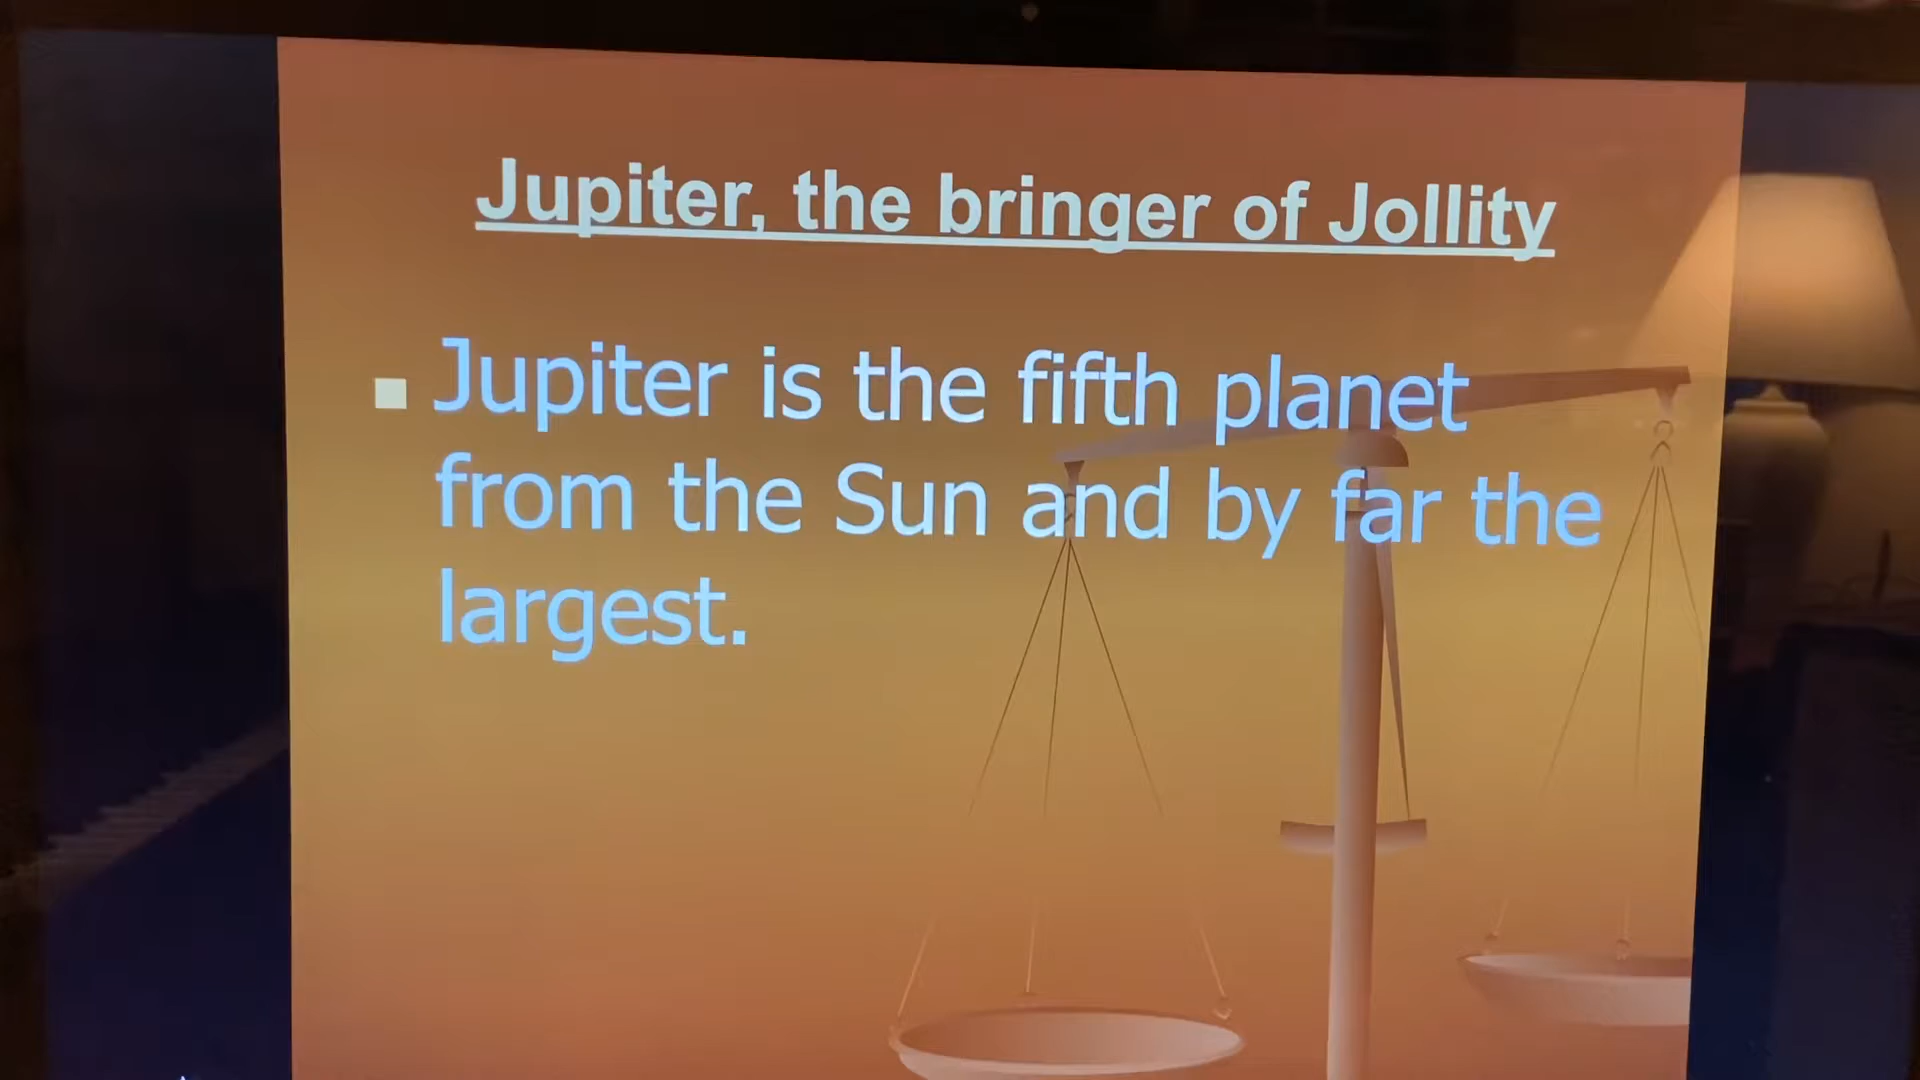 Jupiter, the bringer of Jollity
Jupiter is the fifth planet
from the Sun and by far the
largest.